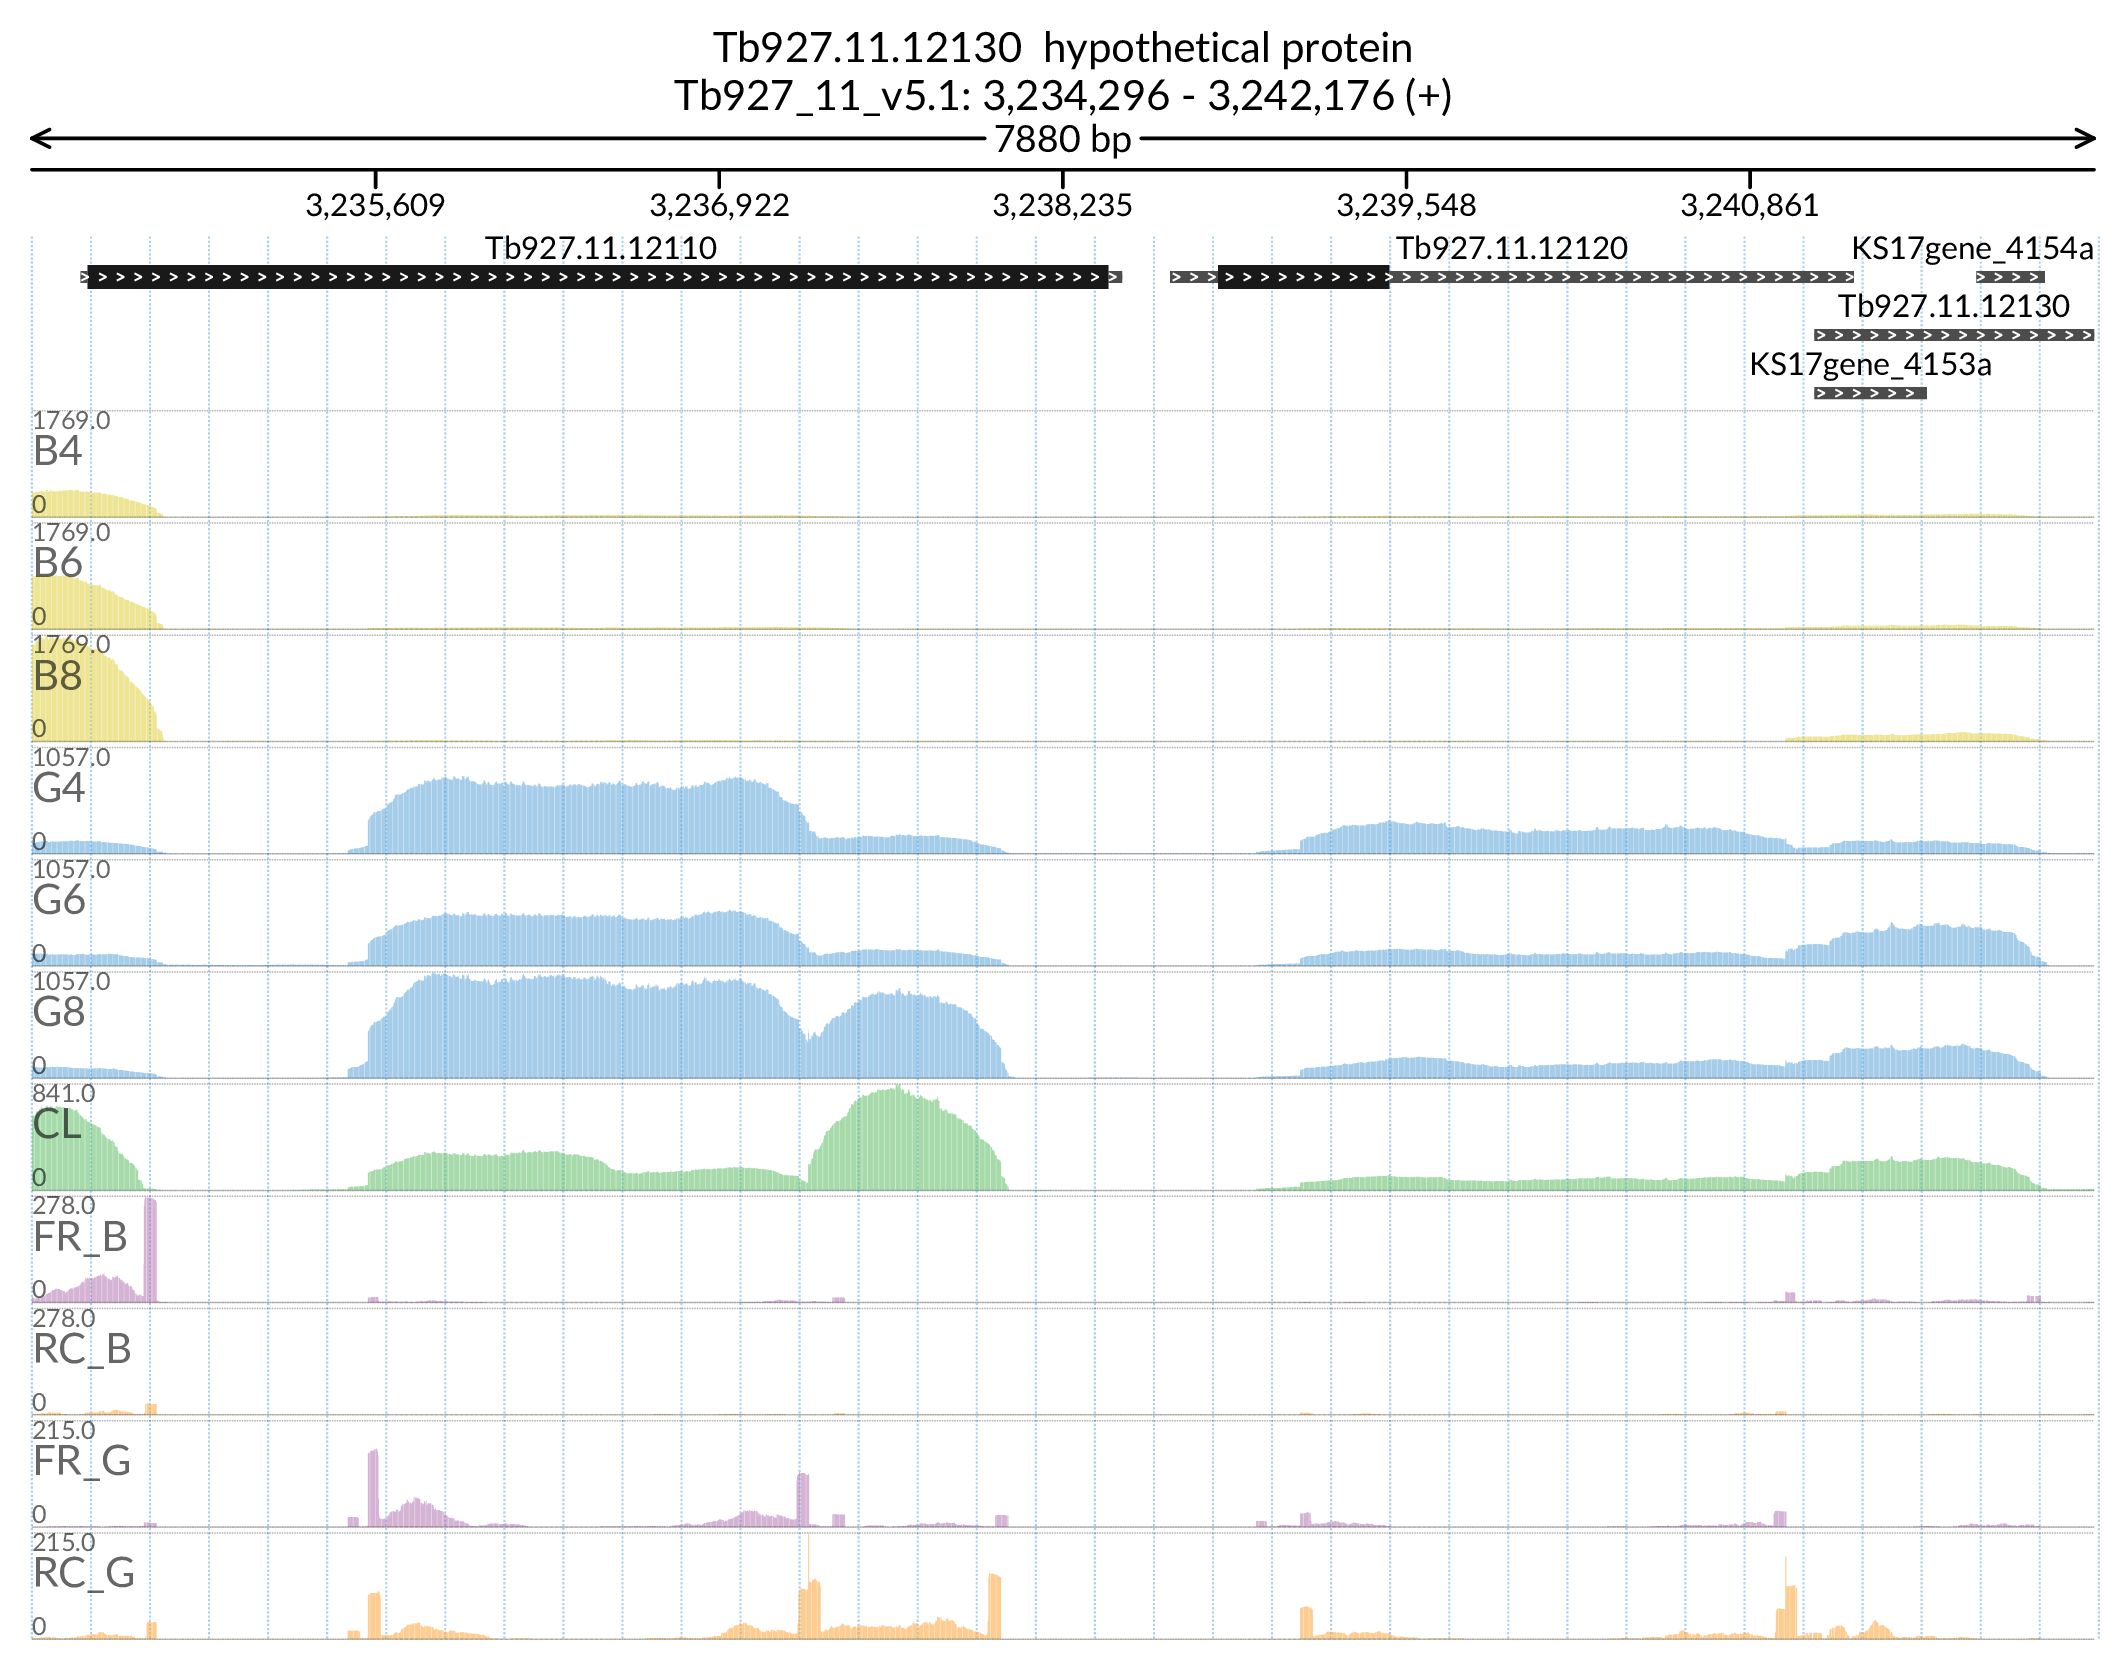 Tb927.11.12130  hypothetical protein
Tb927_11_v5.1: 3,234,296 - 3,242,176 (+)
7880 bp
3,235,609 3,236,922 3,238,235 3,239,548 3,240,861
Tb927.11.12110 Tb927.11.12120 KS17gene_4154a
Tb927.11.12130
KS17gene_4153a
1769.0
B4
0
1769.0
B6
0
1769.0
B8
0
1057.0
G4
0
1057.0
G6
0
1057.0
G8
0
841.0
CL
0
278.0
FR_B
0
278.0
RC_B
0
215.0
FR_G
0
215.0
RC_G
0